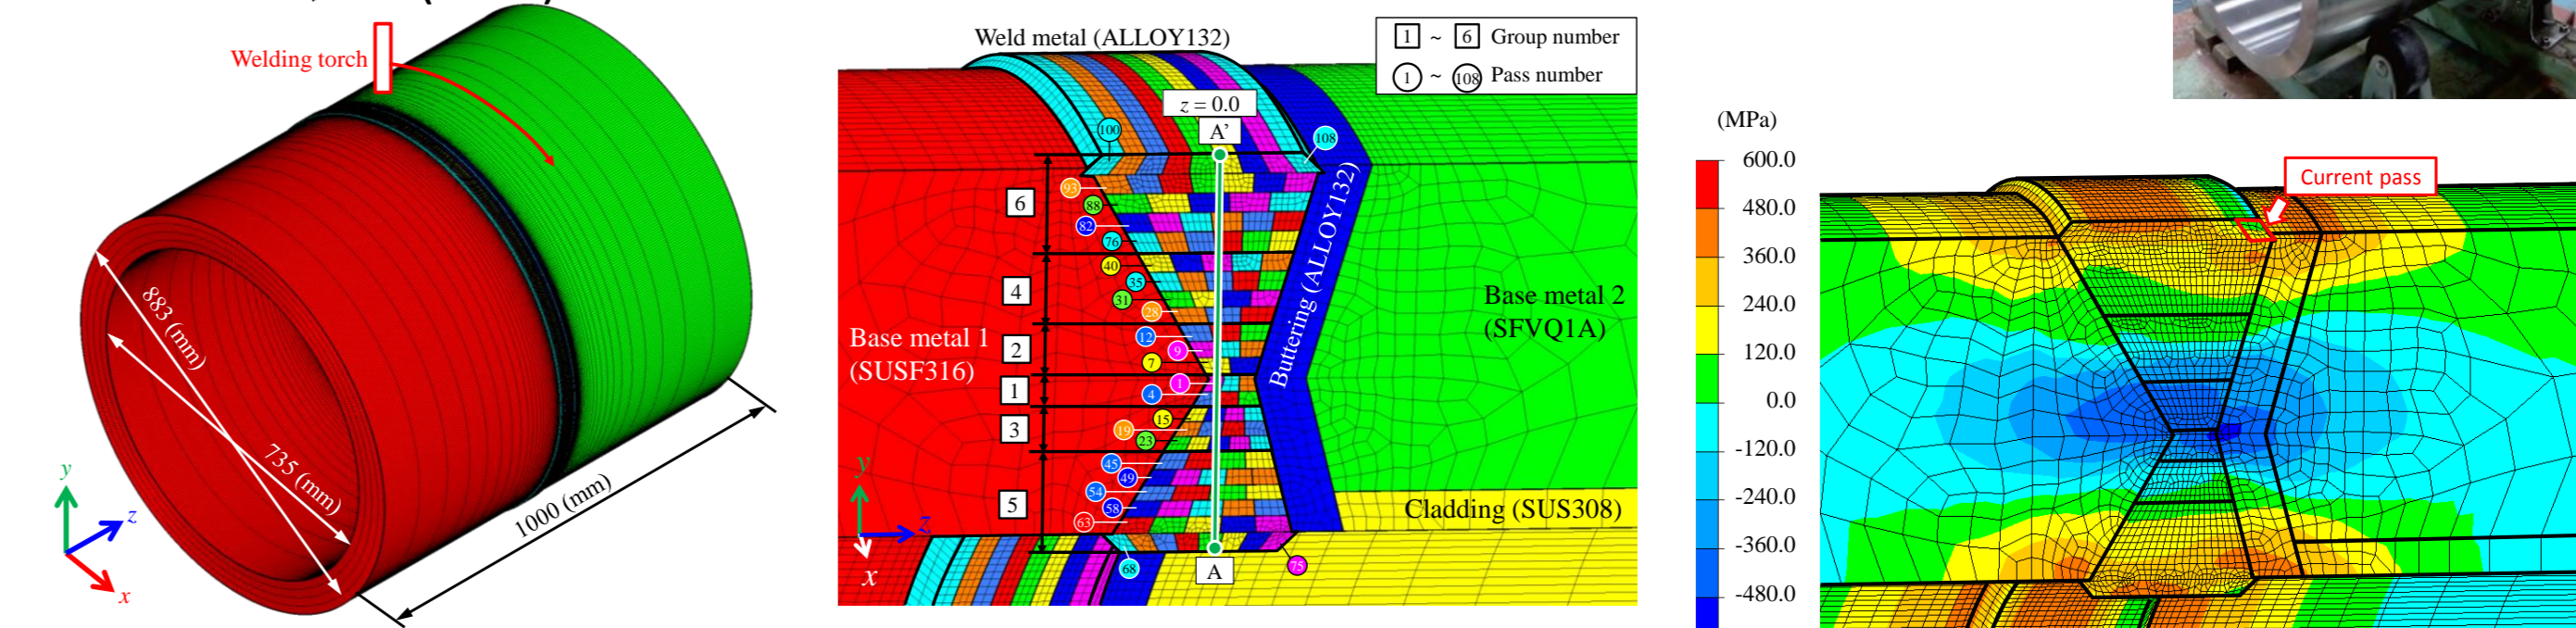 Welding torch
883 (mm)
735 (mm)
1000 (mm)
y
z
x
Weld metal (ALLOY132)
1 ~ 6 Group number
1 ~ 108 Pass number
z = 0.0
A'
100
108
6
93
88
82
76
4
40
35
31
28
2
12
9
7
1
1
4
3
15
19
23
5
45
49
54
58
63
68
75
A
Base metal 1
(SUSF316)
Buttering (ALLOY132)
Base metal 2
(SFVQ1A)
Cladding (SUS308)
y
z
x
(MPa)
600.0
480.0
360.0
240.0
120.0
0.0
-120.0
-240.0
-360.0
-480.0
Current pass